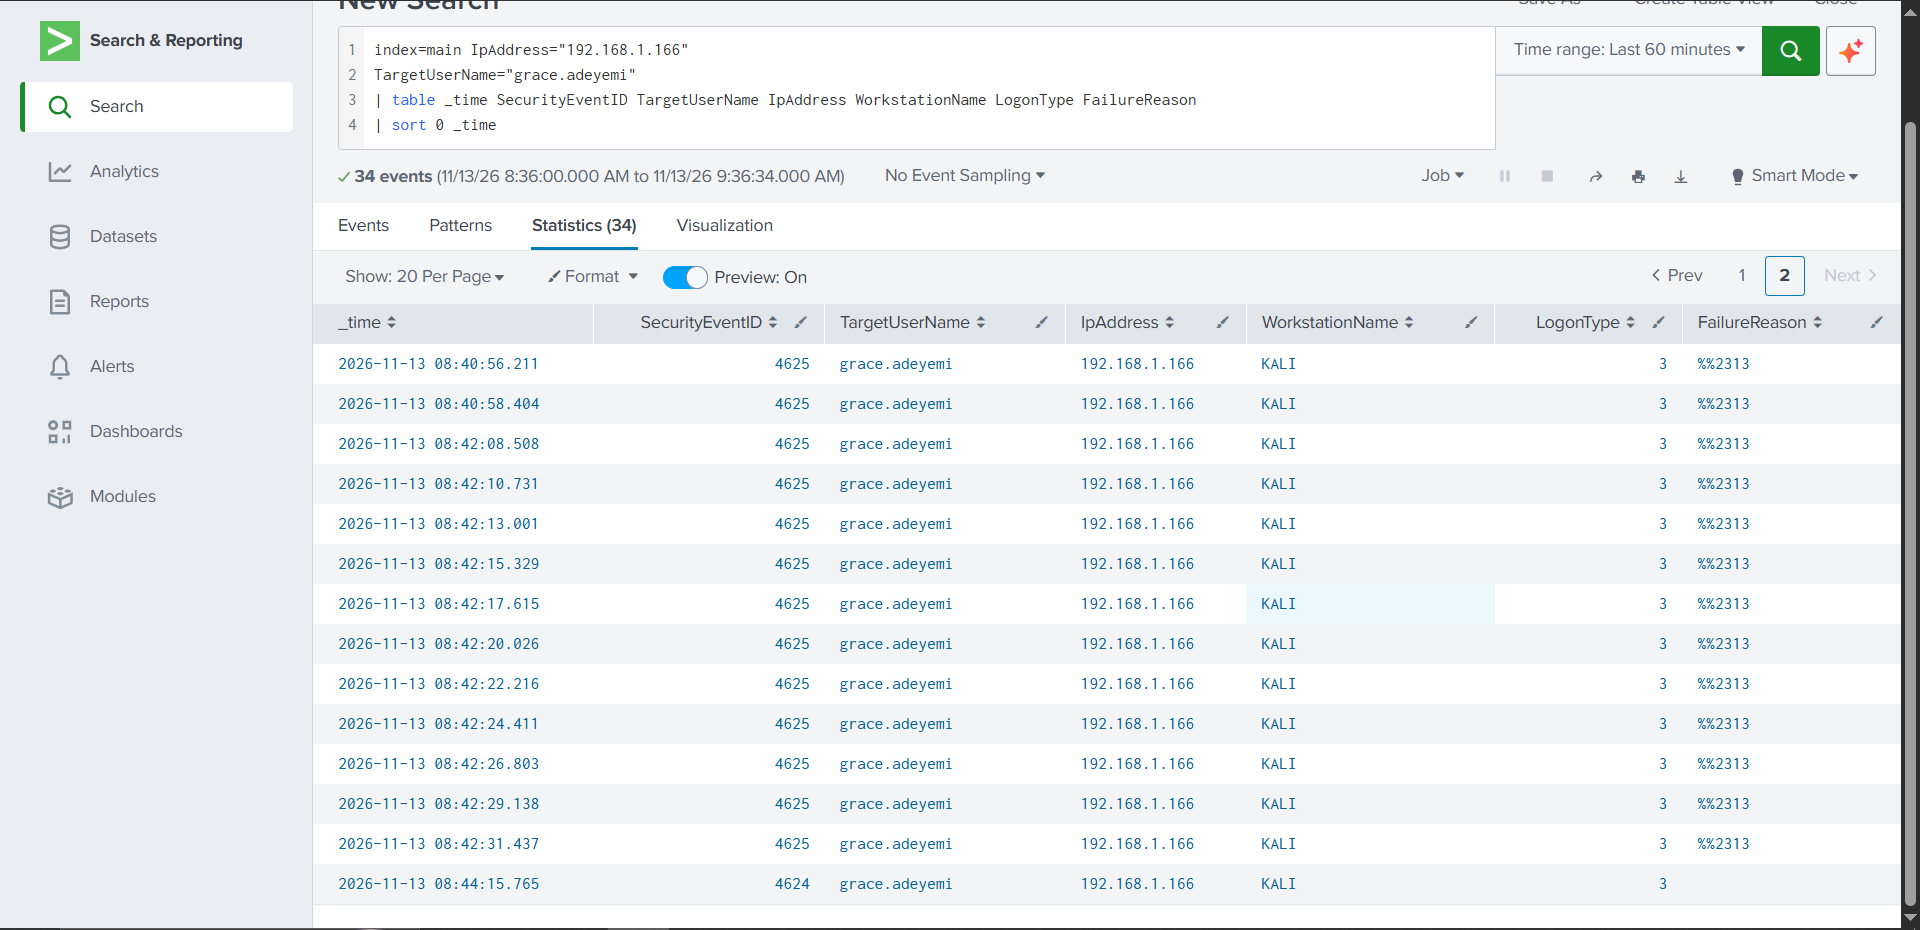 New Search
Save As Create Table View Close
Search & Reporting
Search
Analytics
Datasets
Reports
Alerts
Dashboards
Modules
1 index=main IpAddress="192.168.1.166"
2 TargetUserName="grace.adeyemi"
3 | table _time SecurityEventID TargetUserName IpAddress WorkstationName LogonType FailureReason
4 | sort 0 _time
Time range: Last 60 minutes
34 events (11/13/26 8:36:00.000 AM to 11/13/26 9:36:34.000 AM) No Event Sampling Job Smart Mode
Events Patterns Statistics (34) Visualization
Show: 20 Per Page Format Preview: On < Prev 1 2 Next >
_time SecurityEventID TargetUserName IpAddress WorkstationName LogonType FailureReason
2026-11-13 08:40:56.211 4625 grace.adeyemi 192.168.1.166 KALI 3 %%2313
2026-11-13 08:40:58.404 4625 grace.adeyemi 192.168.1.166 KALI 3 %%2313
2026-11-13 08:42:08.508 4625 grace.adeyemi 192.168.1.166 KALI 3 %%2313
2026-11-13 08:42:10.731 4625 grace.adeyemi 192.168.1.166 KALI 3 %%2313
2026-11-13 08:42:13.001 4625 grace.adeyemi 192.168.1.166 KALI 3 %%2313
2026-11-13 08:42:15.329 4625 grace.adeyemi 192.168.1.166 KALI 3 %%2313
2026-11-13 08:42:17.615 4625 grace.adeyemi 192.168.1.166 KALI 3 %%2313
2026-11-13 08:42:20.026 4625 grace.adeyemi 192.168.1.166 KALI 3 %%2313
2026-11-13 08:42:22.216 4625 grace.adeyemi 192.168.1.166 KALI 3 %%2313
2026-11-13 08:42:24.411 4625 grace.adeyemi 192.168.1.166 KALI 3 %%2313
2026-11-13 08:42:26.803 4625 grace.adeyemi 192.168.1.166 KALI 3 %%2313
2026-11-13 08:42:29.138 4625 grace.adeyemi 192.168.1.166 KALI 3 %%2313
2026-11-13 08:42:31.437 4625 grace.adeyemi 192.168.1.166 KALI 3 %%2313
2026-11-13 08:44:15.765 4624 grace.adeyemi 192.168.1.166 KALI 3